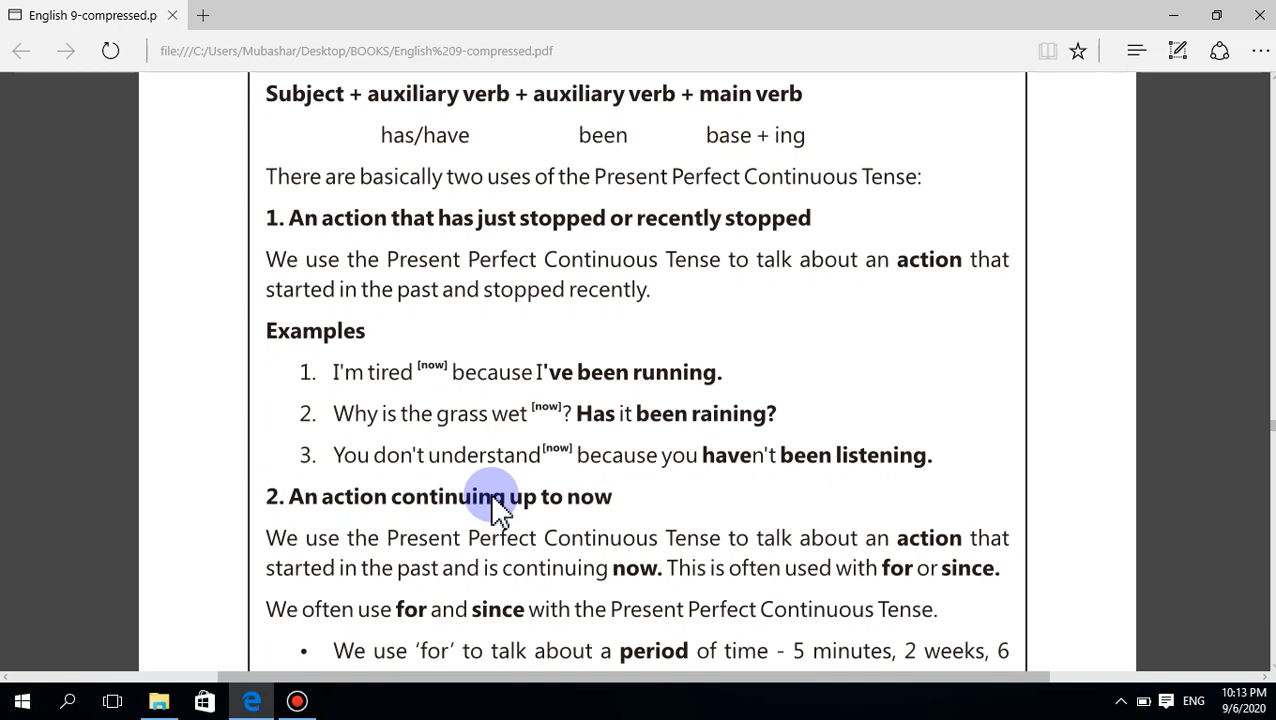 English 9-compressed.p
file:///C:/Users/Mubashar/Desktop/BOOKS/English%209-compressed.pdf
Subject + auxiliary verb + auxiliary verb + main verb
has/have been base + ing
There are basically two uses of the Present Perfect Continuous Tense:
1. An action that has just stopped or recently stopped
We use the Present Perfect Continuous Tense to talk about an action that
started in the past and stopped recently.
Examples
1. I'm tired [now] because I've been running.
2. Why is the grass wet [now]? Has it been raining?
3. You don't understand[now] because you haven't been listening.
2. An action continuing up to now
We use the Present Perfect Continuous Tense to talk about an action that
started in the past and is continuing now. This is often used with for or since.
We often use for and since with the Present Perfect Continuous Tense.
• We use ‘for’ to talk about a period of time - 5 minutes, 2 weeks, 6
ENG
10:13 PM
9/6/2020